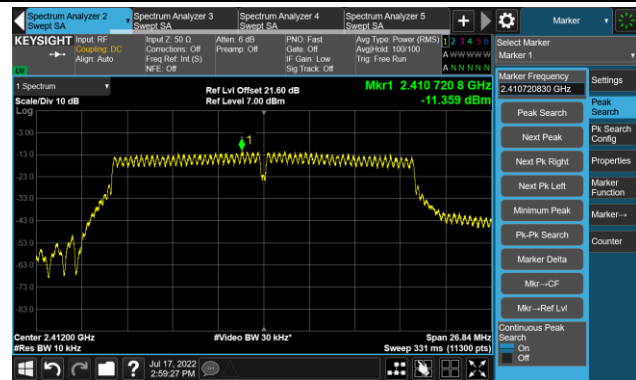 Spectrum Analyzer 2
Swept SA
Spectrum Analyzer 3
Swept SA
Spectrum Analyzer 4
Swept SA
Spectrum Analyzer 5
Swept SA
+
Marker
KEYSIGHT
Input: RF
Coupling: DC
Align: Auto
Input Z: 50 Ω
Corrections: Off
Freq Ref: Int (S)
NFE: Off
Atten: 6 dB
Preamp: Off
PNO: Fast
Gate: Off
IF Gain: Low
Sig Track: Off
Avg Type: Power (RMS)
Avg|Hold: 100/100
Trig: Free Run
1 2 3 4 5 6
A W W W W W
A N N N N N
LW
Select Marker
Marker 1
1 Spectrum
Scale/Div 10 dB
Log
Ref Lvl Offset 21.60 dB
Ref Level 7.00 dBm
Mkr1 2.410 720 8 GHz
-11.359 dBm
Marker Frequency
2.410720830 GHz
Settings
Peak Search
Next Peak
Next Pk Right
Next Pk Left
Minimum Peak
Pk-Pk Search
Marker Delta
Mkr→CF
Mkr→Ref Lvl
Continuous Peak
Search
On
Off
Peak
Search
Pk Search
Config
Properties
Marker
Function
Marker→
Counter
1
-3.00
-13.0
-23.0
-33.0
-43.0
-53.0
-63.0
-73.0
-83.0
Center 2.41200 GHz
#Res BW 10 kHz
#Video BW 30 kHz*
Span 26.84 MHz
Sweep 331 ms (11300 pts)
?
Jul 17, 2022
2:59:27 PM